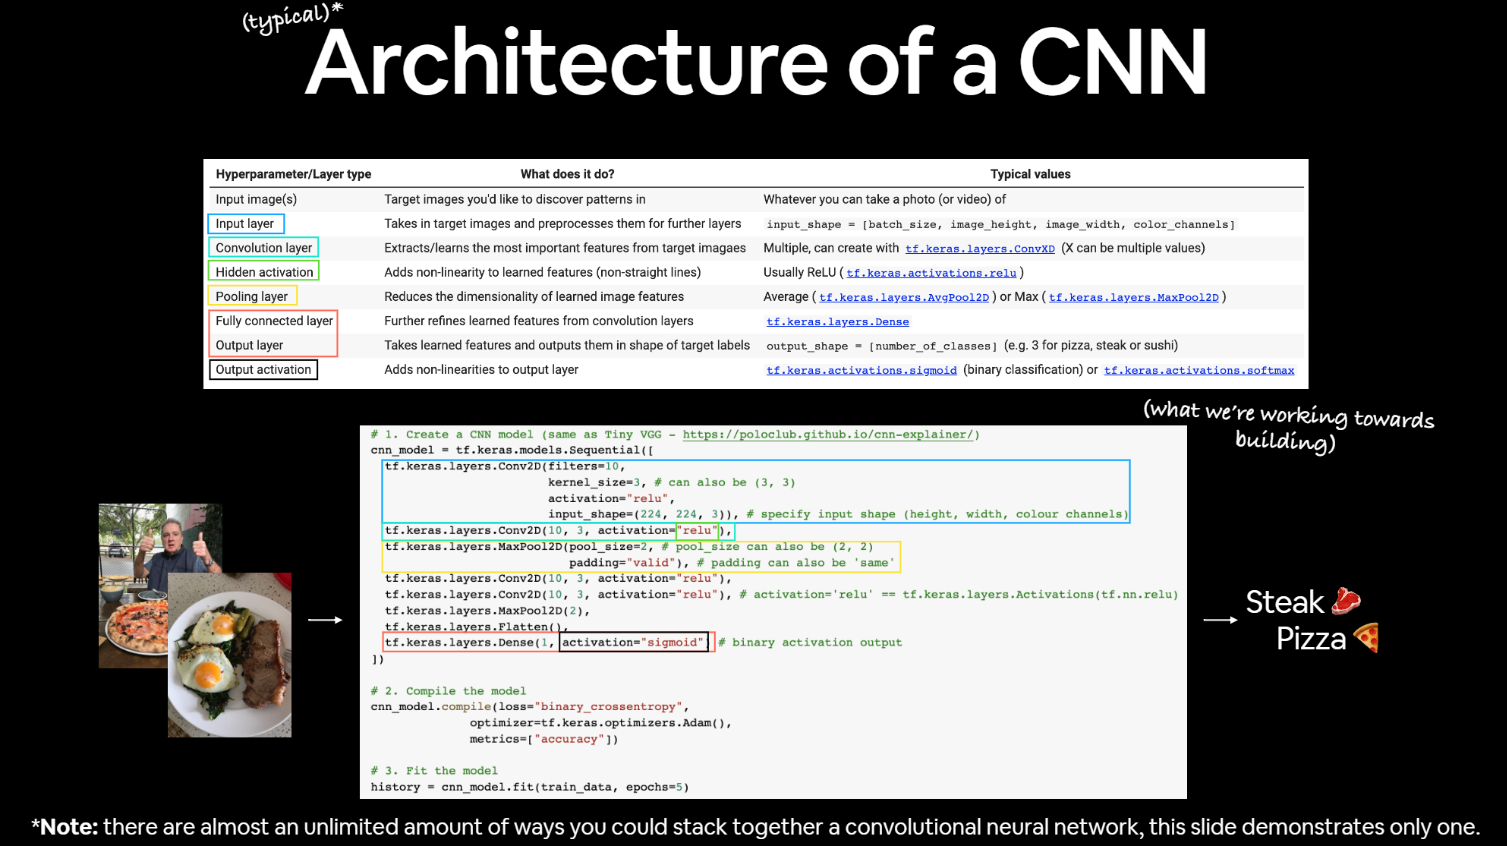 (typical)*
Architecture of a CNN
Hyperparameter/Layer type What does it do? Typical values
Input image(s) Target images you'd like to discover patterns in Whatever you can take a photo (or video) of
Input layer Takes in target images and preprocesses them for further layers input_shape = [batch_size, image_height, image_width, color_channels]
Convolution layer Extracts/learns the most important features from target imagaes Multiple, can create with tf.keras.layers.ConvXD (X can be multiple values)
Hidden activation Adds non-linearity to learned features (non-straight lines) Usually ReLU (tf.keras.activations.relu)
Pooling layer Reduces the dimensionality of learned image features Average (tf.keras.layers.AvgPool2D) or Max (tf.keras.layers.MaxPool2D)
Fully connected layer Further refines learned features from convolution layers tf.keras.layers.Dense
Output layer Takes learned features and outputs them in shape of target labels output_shape = [number_of_classes] (e.g. 3 for pizza, steak or sushi)
Output activation Adds non-linearities to output layer tf.keras.activations.sigmoid (binary classification) or tf.keras.activations.softmax
(what we're working towards
building)
# 1. Create a CNN model (same as Tiny VGG - https://poloclub.github.io/cnn-explainer/)
cnn_model = tf.keras.models.Sequential([
tf.keras.layers.Conv2D(filters=10,
kernel_size=3, # can also be (3, 3)
activation="relu",
input_shape=(224, 224, 3)), # specify input shape (height, width, colour channels)
tf.keras.layers.Conv2D(10, 3, activation="relu"),
tf.keras.layers.MaxPool2D(pool_size=2, # pool_size can also be (2, 2)
padding="valid"), # padding can also be 'same'
tf.keras.layers.Conv2D(10, 3, activation="relu"),
tf.keras.layers.Conv2D(10, 3, activation="relu"), # activation='relu' == tf.keras.layers.Activations(tf.nn.relu)
tf.keras.layers.MaxPool2D(2),
tf.keras.layers.Flatten(),
tf.keras.layers.Dense(1, activation="sigmoid") # binary activation output
])
# 2. Compile the model
cnn_model.compile(loss="binary_crossentropy",
optimizer=tf.keras.optimizers.Adam(),
metrics=["accuracy"])
# 3. Fit the model
history = cnn_model.fit(train_data, epochs=5)
Steak 🥩
Pizza 🍕
*Note: there are almost an unlimited amount of ways you could stack together a convolutional neural network, this slide demonstrates only one.